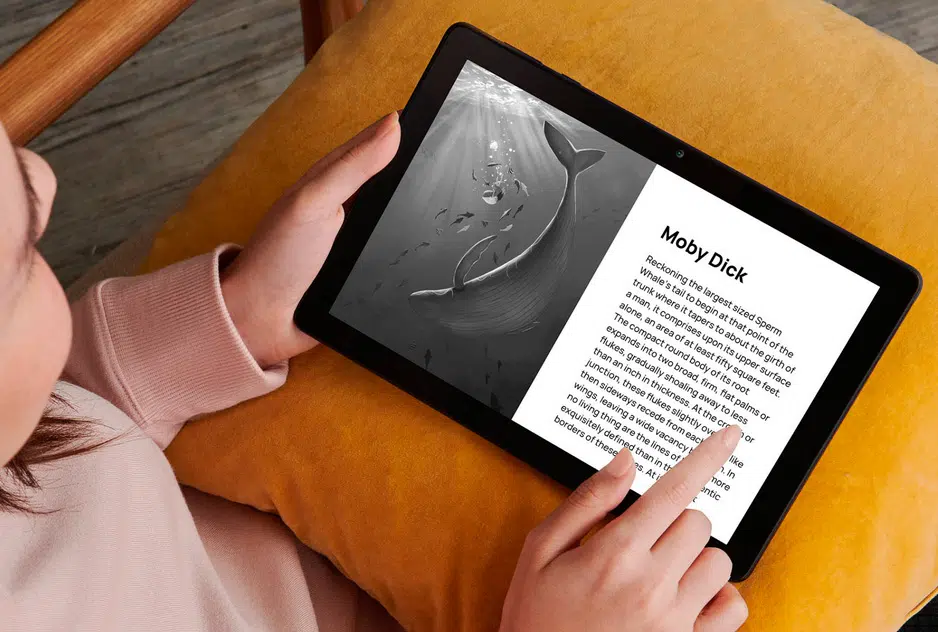 Moby Dick
Reckoning the largest sized Sperm
Whale's tail to begin at that point of the
trunk where it tapers to about the girth of
a man, it comprises upon its upper surface
alone, an area of at least fifty square feet.
The compact round body of its root
expands into two broad, firm, flat palms or
flukes, gradually shoaling away to less
than an inch in thickness. At the or
junction, these flukes slightly
then sideways recede from like
wings, leaving a wide vacancy In
no living thing are the lines of more
exquisitely defined than in
borders of these At